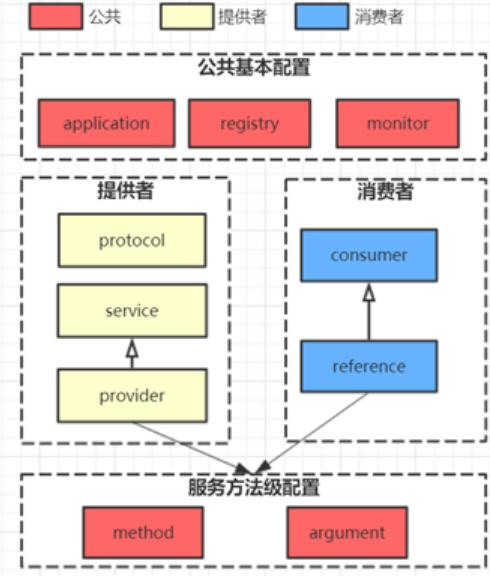 公共 提供者 消费者
公共基本配置
application registry monitor
提供者
protocol
service
provider
消费者
consumer
reference
服务方法级配置
method argument